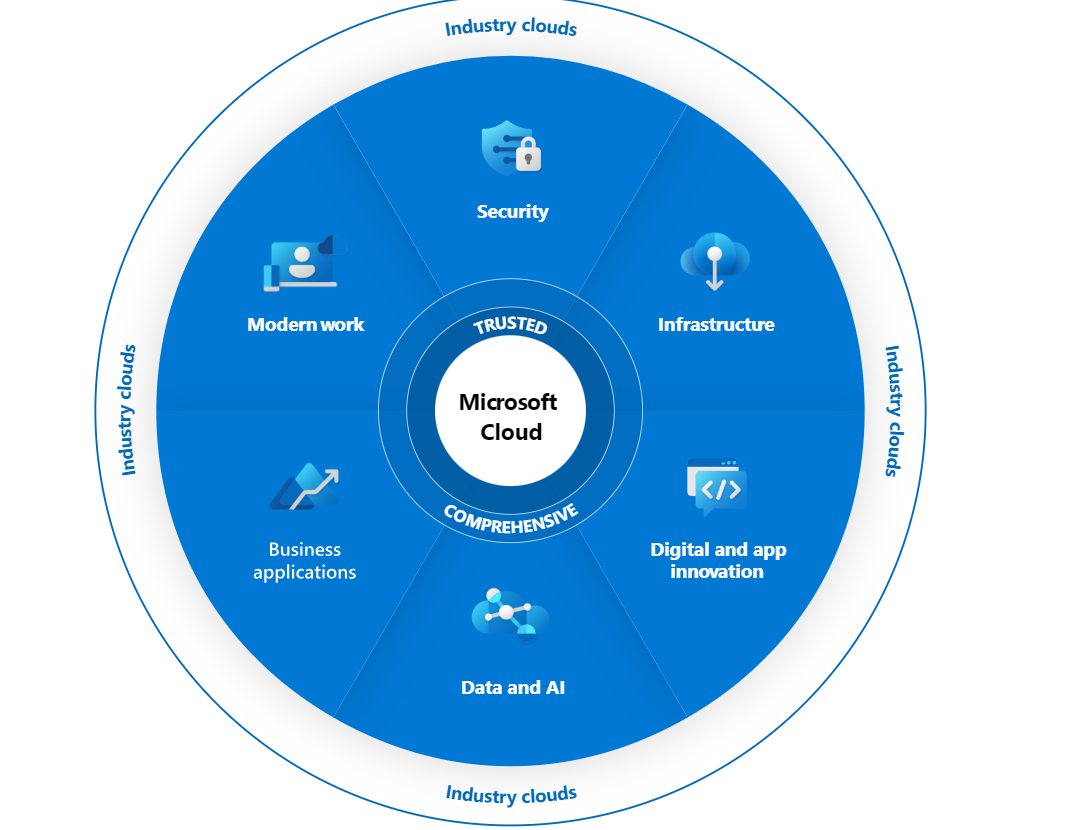 Industry clouds
Security
Modern work
Infrastructure
TRUSTED
Industry clouds
Microsoft
Cloud
Industry clouds
COMPREHENSIVE
Business
applications
Digital and app
innovation
Data and AI
Industry clouds